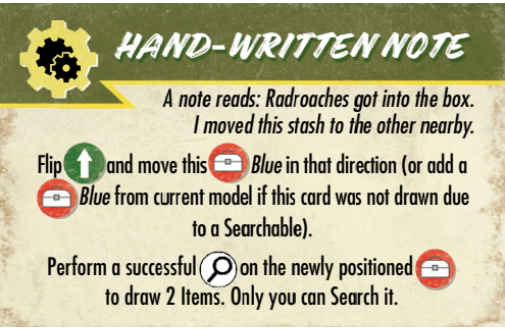 HAND-WRITTEN NOTE
A note reads: Radroaches got into the box.
I moved this stash to the other nearby.
Flip and move this Blue in that direction (or add a
Blue from current model if this card was not drawn due
to a Searchable).
Perform a successful on the newly positioned
to draw 2 Items. Only you can Search it.